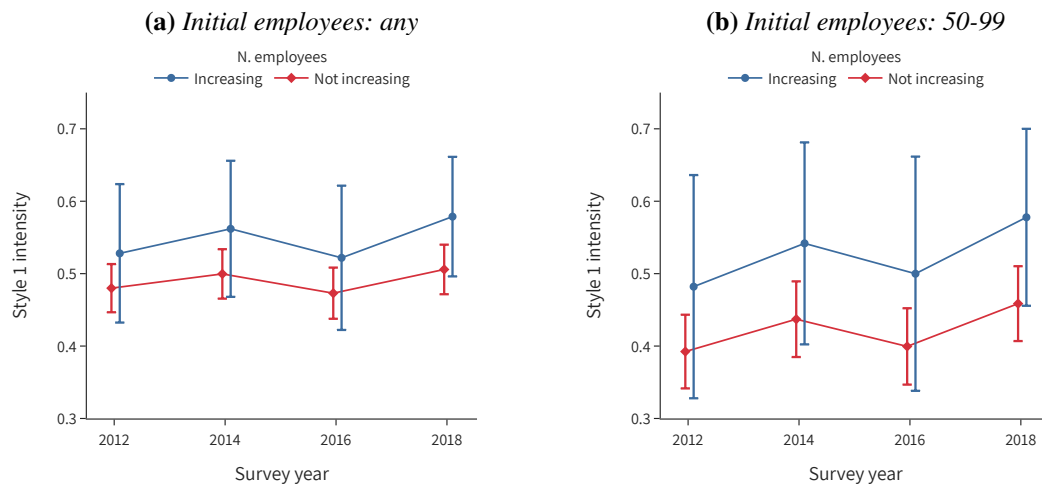 (a) Initial employees: any
N. employees
Increasing Not increasing
0.7
0.6
0.5
0.4
0.3
Style 1 intensity
2012 2014 2016 2018
Survey year
(b) Initial employees: 50-99
N. employees
Increasing Not increasing
0.7
0.6
0.5
0.4
0.3
Style 1 intensity
2012 2014 2016 2018
Survey year